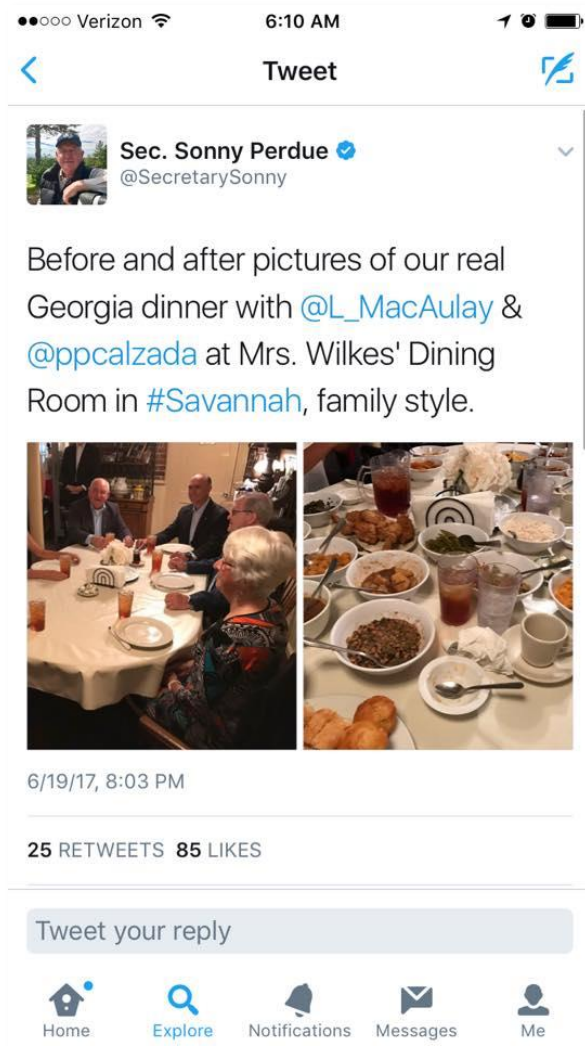 Verizon 6:10 AM
Tweet
Sec. Sonny Perdue
@SecretarySonny
Before and after pictures of our real
Georgia dinner with @L_MacAulay &
@ppcalzada at Mrs. Wilkes' Dining
Room in #Savannah, family style.
6/19/17, 8:03 PM
25 RETWEETS 85 LIKES
Tweet your reply
Home Explore Notifications Messages Me